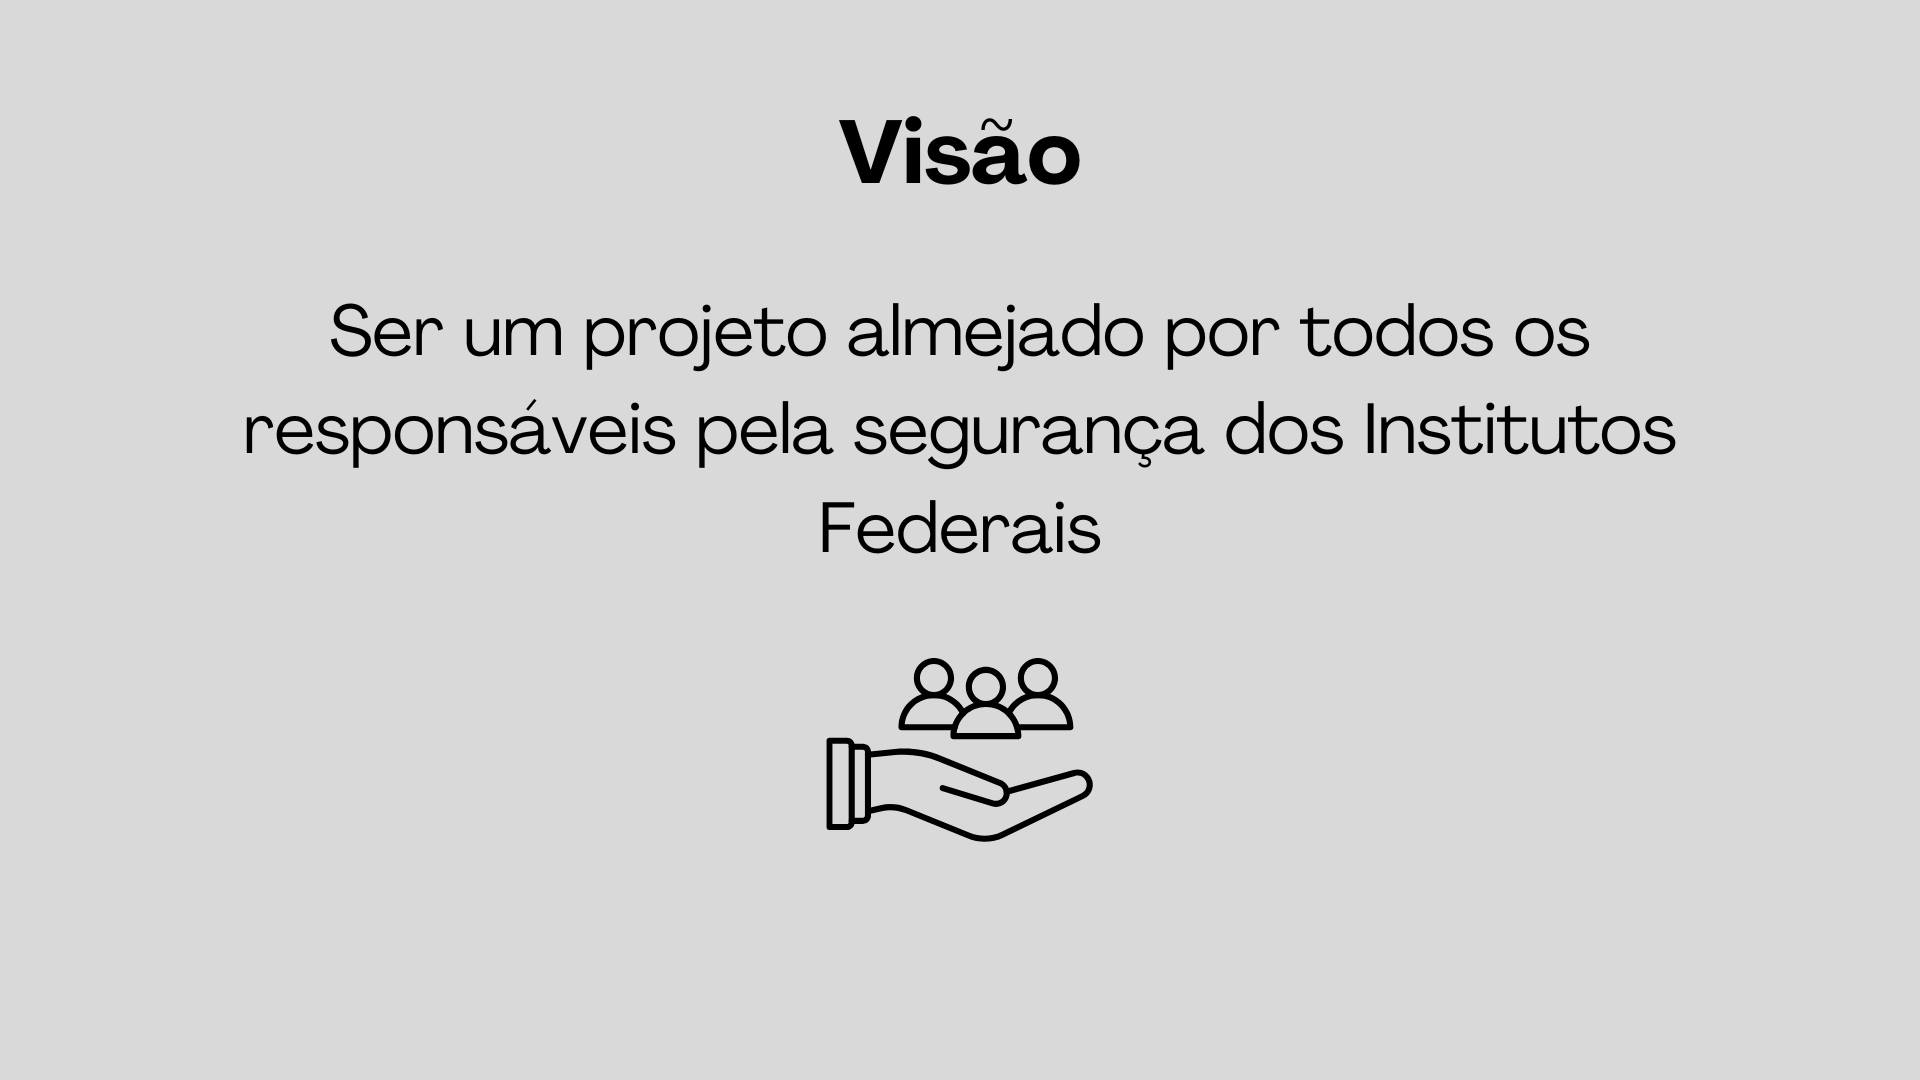 Visão
Ser um projeto almejado por todos os
responsáveis pela segurança dos Institutos
Federais